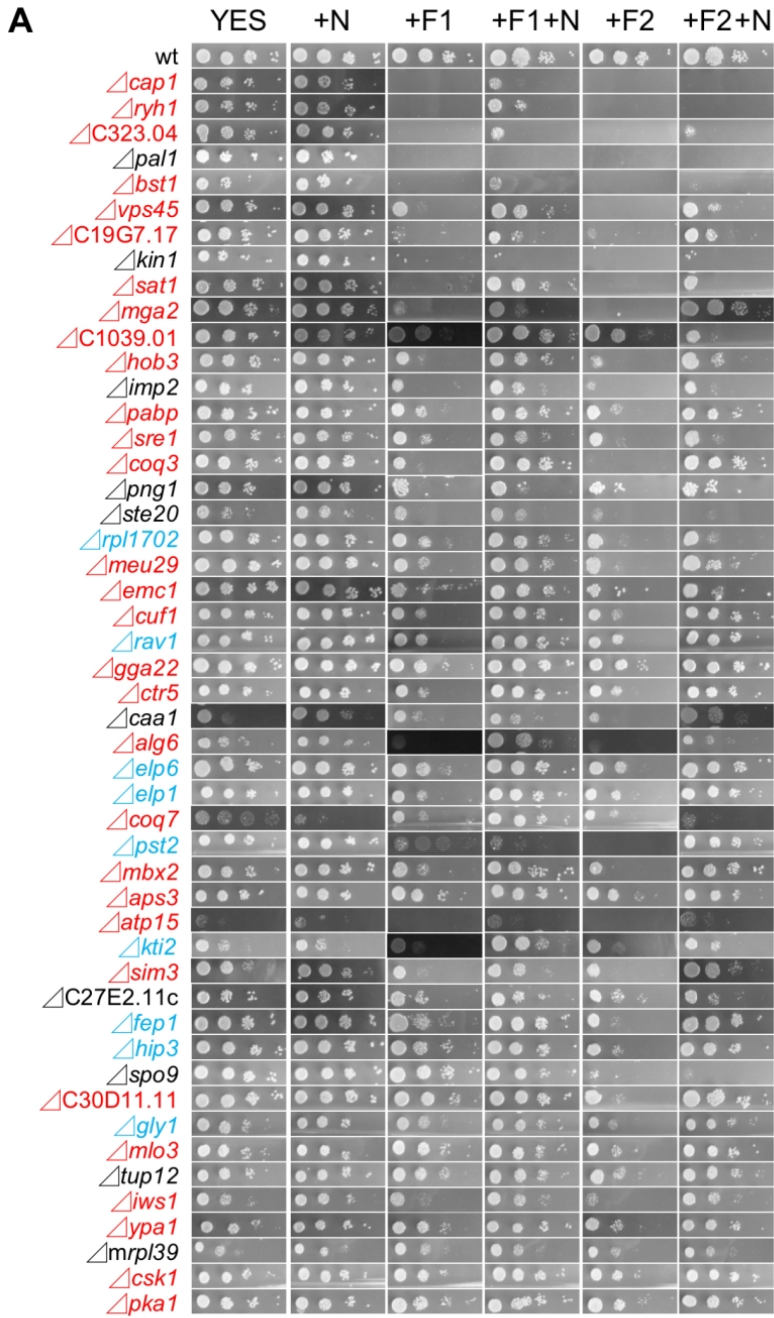 A
YES +N +F1 +F1+N +F2 +F2+N
wt
△cap1
△ryh1
△C323.04
△pal1
△bst1
△vps45
△C19G7.17
△kin1
△sat1
△mga2
△C1039.01
△hob3
△imp2
△pabp
△sre1
△coq3
△png1
△ste20
△rpl1702
△meu29
△emc1
△cuf1
△rav1
△gga22
△ctr5
△caa1
△alg6
△elp6
△elp1
△coq7
△pst2
△mbx2
△aps3
△atp15
△kti2
△sim3
△C27E2.11c
△fep1
△hip3
△spo9
△C30D11.11
△gly1
△mlo3
△tup12
△iws1
△ypa1
△mrpl39
△csk1
△pka1